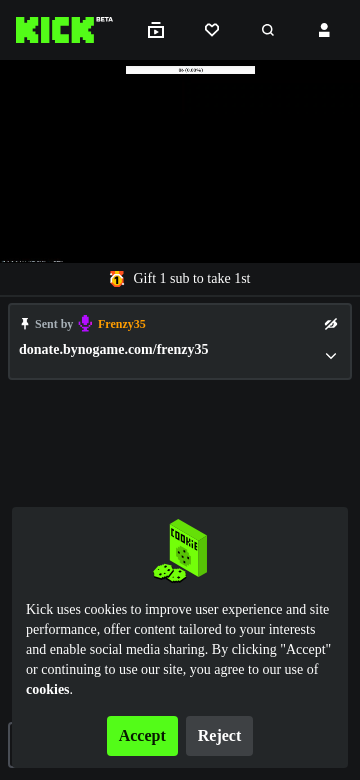 KICK BETA
Gift 1 sub to take 1st
Sent by Frenzy35
donate.bynogame.com/frenzy35
COOKIE
Kick uses cookies to improve user experience and site
performance, offer content tailored to your interests
and enable social media sharing. By clicking "Accept"
or continuing to use our site, you agree to our use of
cookies.
Accept
Reject